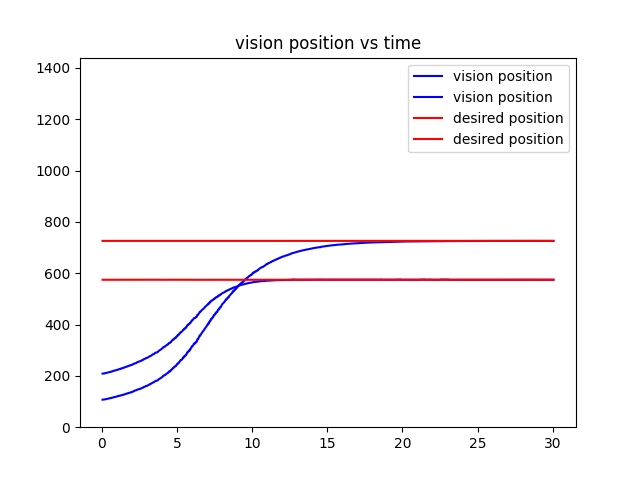 vision position vs time
1400
1200
1000
800
600
400
200
0
vision position
vision position
desired position
desired position
0 5 10 15 20 25 30